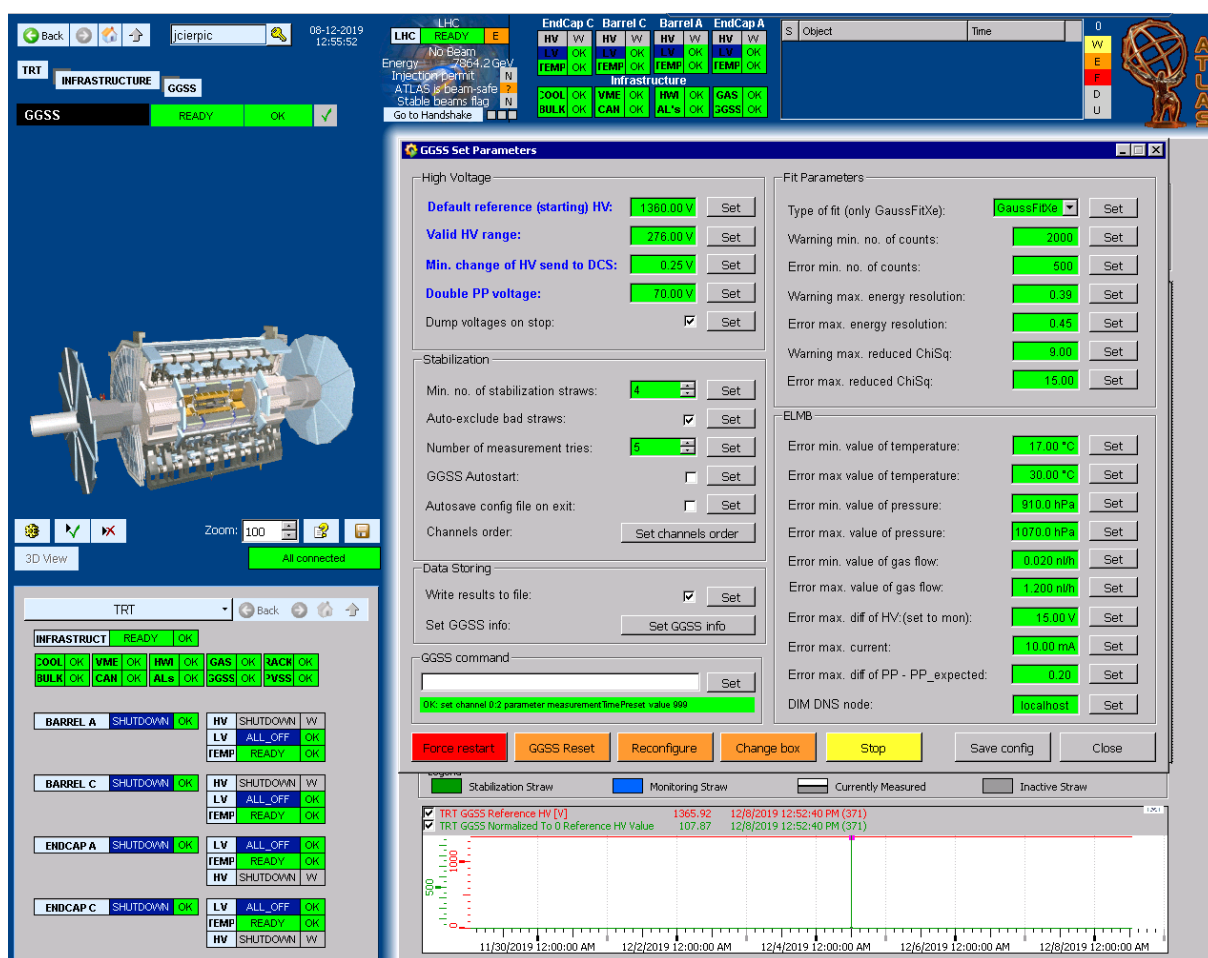 Back
jcierpic
08-12-2019
12:55:52
TRT
INFRASTRUCTURE
GGSS
GGSS READY OK
LHC
LHC READY E
No Beam
Energy 7864.2 GeV
Injection permit N
ATLAS is beam-safe ?
Stable beams flag N
Go to Handshake
EndCap C Barrel C Barrel A EndCap A
HV W HV W HV W HV W
LV OK LV OK LV OK LV OK
TEMP OK TEMP OK TEMP OK TEMP OK
Infrastructure
COOL OK VME OK HWI OK GAS OK
BULK OK CAN OK AL's OK GGSS OK
S Object Time
0
W
E
F
D
U
ATLAS
GGSS Set Parameters
High Voltage
Default reference (starting) HV: 1360.00 V Set
Valid HV range: 276.00 V Set
Min. change of HV send to DCS: 0.25 V Set
Double PP voltage: 70.00 V Set
Dump voltages on stop: Set
Stabilization
Min. no. of stabilization straws: 4 Set
Auto-exclude bad straws: Set
Number of measurement tries: 5 Set
GGSS Autostart: Set
Autosave config file on exit: Set
Channels order: Set channels order
Data Storing
Write results to file: Set
Set GGSS info: Set GGSS info
GGSS command
Set
OK: set channel 0:2 parameter measurementTimePreset value 999
Fit Parameters
Type of fit (only GaussFitXe): GaussFitXe Set
Warning min. no. of counts: 2000 Set
Error min. no. of counts: 500 Set
Warning max. energy resolution: 0.39 Set
Error max. energy resolution: 0.45 Set
Warning max. reduced ChiSq: 9.00 Set
Error max. reduced ChiSq: 15.00 Set
ELMB
Error min. value of temperature: 17.00 °C Set
Error max value of temperature: 30.00 °C Set
Error min. value of pressure: 910.0 hPa Set
Error max. value of pressure: 1070.0 hPa Set
Error min. value of gas flow: 0.020 nl/h Set
Error max. value of gas flow: 1.200 nl/h Set
Error max. diff of HV:(set to mon): 15.00 V Set
Error max. current: 10.00 mA Set
Error max. diff of PP - PP_expected: 0.20 Set
DIM DNS node: localhost Set
Force restart GGSS Reset Reconfigure Change box Stop Save config Close
Zoom: 100
3D View All connected
TRT Back
INFRASTRUCT READY OK
COOL OK VME OK HWI OK GAS OK RACK OK
BULK OK CAN OK ALs OK GGSS OK PVSS OK
BARREL A SHUTDOWN OK HV SHUTDOWN W
LV ALL_OFF OK
TEMP READY OK
BARREL C SHUTDOWN OK HV SHUTDOWN W
LV ALL_OFF OK
TEMP READY OK
ENDCAP A SHUTDOWN OK LV ALL_OFF OK
TEMP READY OK
HV SHUTDOWN W
ENDCAP C SHUTDOWN OK LV ALL_OFF OK
TEMP READY OK
HV SHUTDOWN W
Legend
Stabilization Straw Monitoring Straw Currently Measured Inactive Straw
TRT GGSS Reference HV [V] 1365.92 12/8/2019 12:52:40 PM (371)
TRT GGSS Normalized To 0 Reference HV Value 107.87 12/8/2019 12:52:40 PM (371)
1000
500
0
11/30/2019 12:00:00 AM 12/2/2019 12:00:00 AM 12/4/2019 12:00:00 AM 12/6/2019 12:00:00 AM 12/8/2019 12:00:00 AM